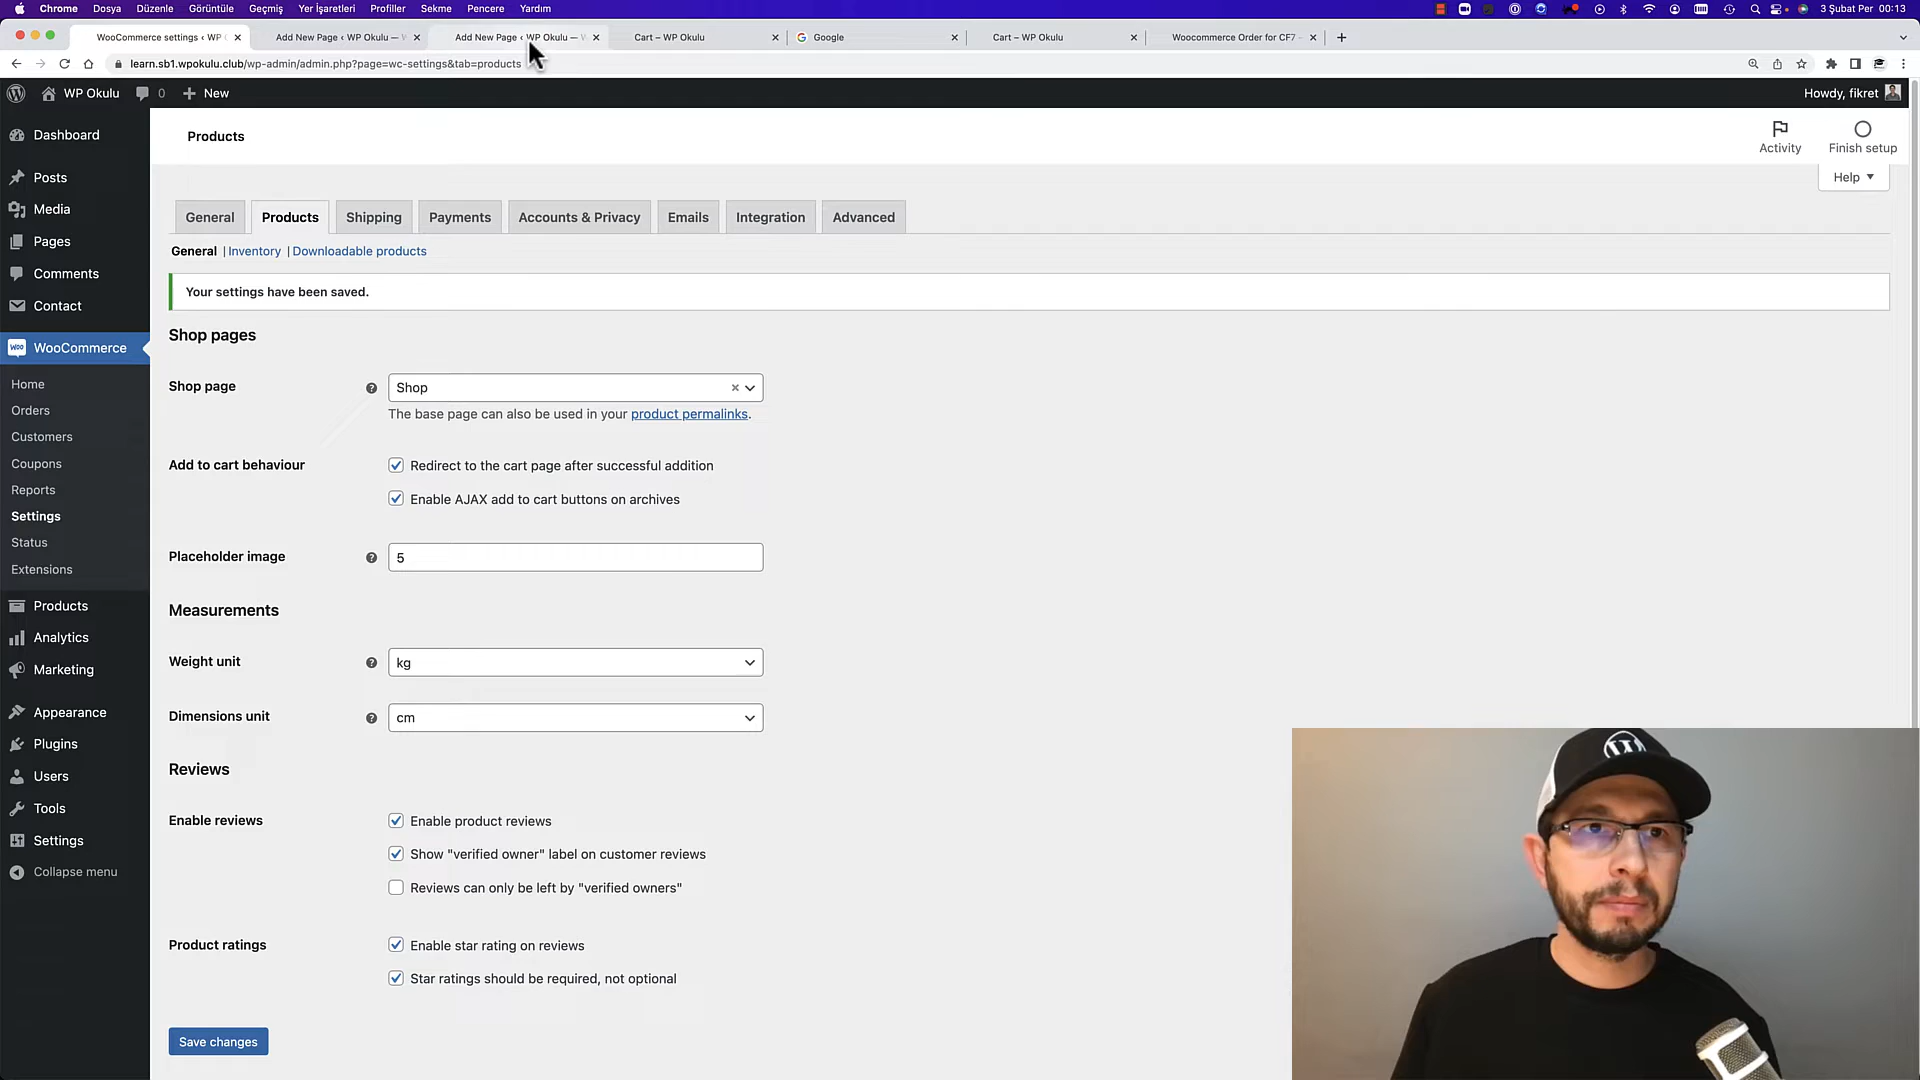 Chrome Dosya Düzenle Görüntüle Geçmiş Yer İşaretleri Profiller Sekme Pencere Yardım 3 Şubat Per 00:13
WooCommerce settings ‹ WP O Add New Page ‹ WP Okulu — Add New Page ‹ WP Okulu — Cart – WP Okulu Google Cart – WP Okulu Woocommerce Order for CF7 -
learn.sb1.wpokulu.club/wp-admin/admin.php?page=wc-settings&tab=products
WP Okulu 0 New Howdy, fikret
Dashboard
Posts
Media
Pages
Comments
Contact
WooCommerce
Home
Orders
Customers
Coupons
Reports
Settings
Status
Extensions
Products
Analytics
Marketing
Appearance
Plugins
Users
Tools
Settings
Collapse menu
Products
Activity
Finish setup
Help
General Products Shipping Payments Accounts & Privacy Emails Integration Advanced
General | Inventory | Downloadable products
Your settings have been saved.
Shop pages
Shop page Shop
The base page can also be used in your product permalinks.
Add to cart behaviour Redirect to the cart page after successful addition
Enable AJAX add to cart buttons on archives
Placeholder image 5
Measurements
Weight unit kg
Dimensions unit cm
Reviews
Enable reviews Enable product reviews
Show "verified owner" label on customer reviews
Reviews can only be left by "verified owners"
Product ratings Enable star rating on reviews
Star ratings should be required, not optional
Save changes